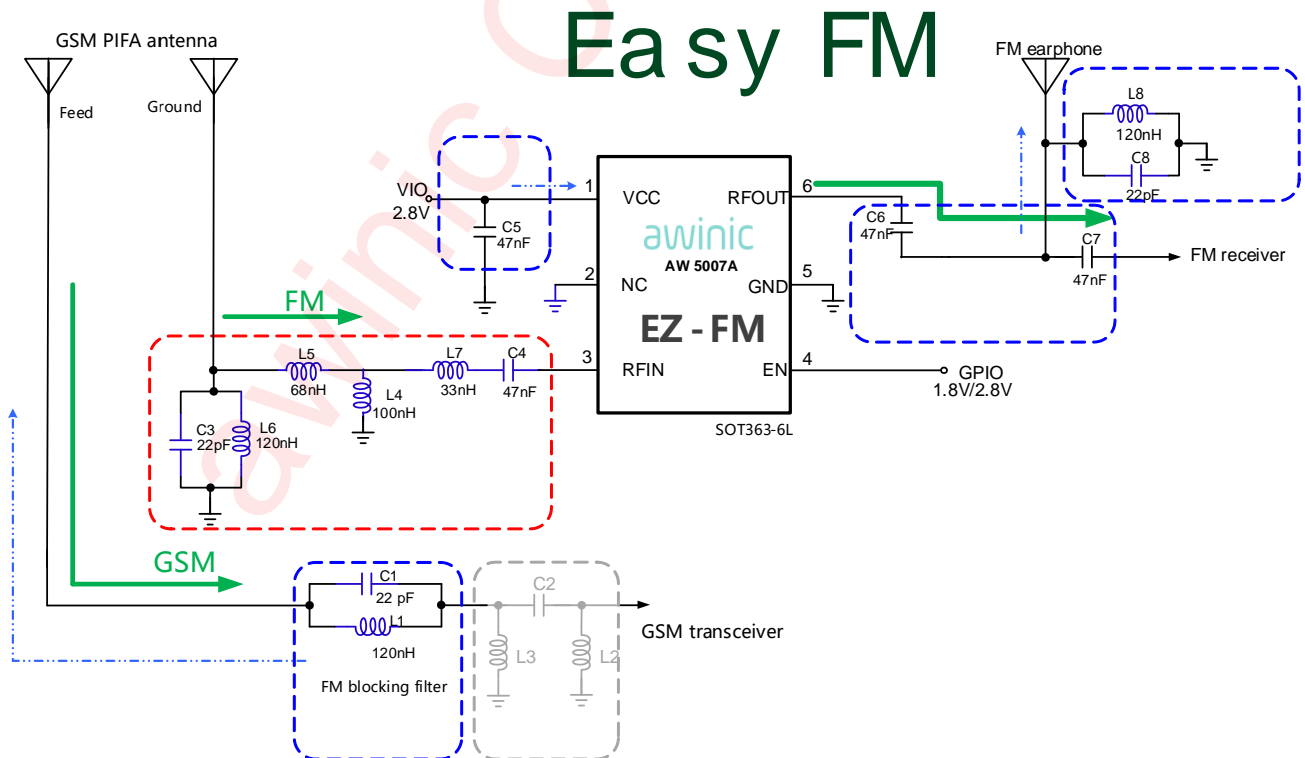 Easy FM
GSM PIFA antenna
Feed
Ground
FM earphone
L8
120nH
C8
22pF
VIO
2.8V
C5
47nF
1
VCC
2
NC
3
RFIN
awinic
AW 5007A
EZ - FM
RFOUT
6
GND
5
EN
4
SOT363-6L
C6
47nF
C7
47nF
FM receiver
GPIO
1.8V/2.8V
FM
L5
68nH
L7
33nH
C4
47nF
L4
100nH
C3
22pF
L6
120nH
GSM
C1
22 pF
L1
120nH
FM blocking filter
C2
L3
L2
GSM transceiver
awinic